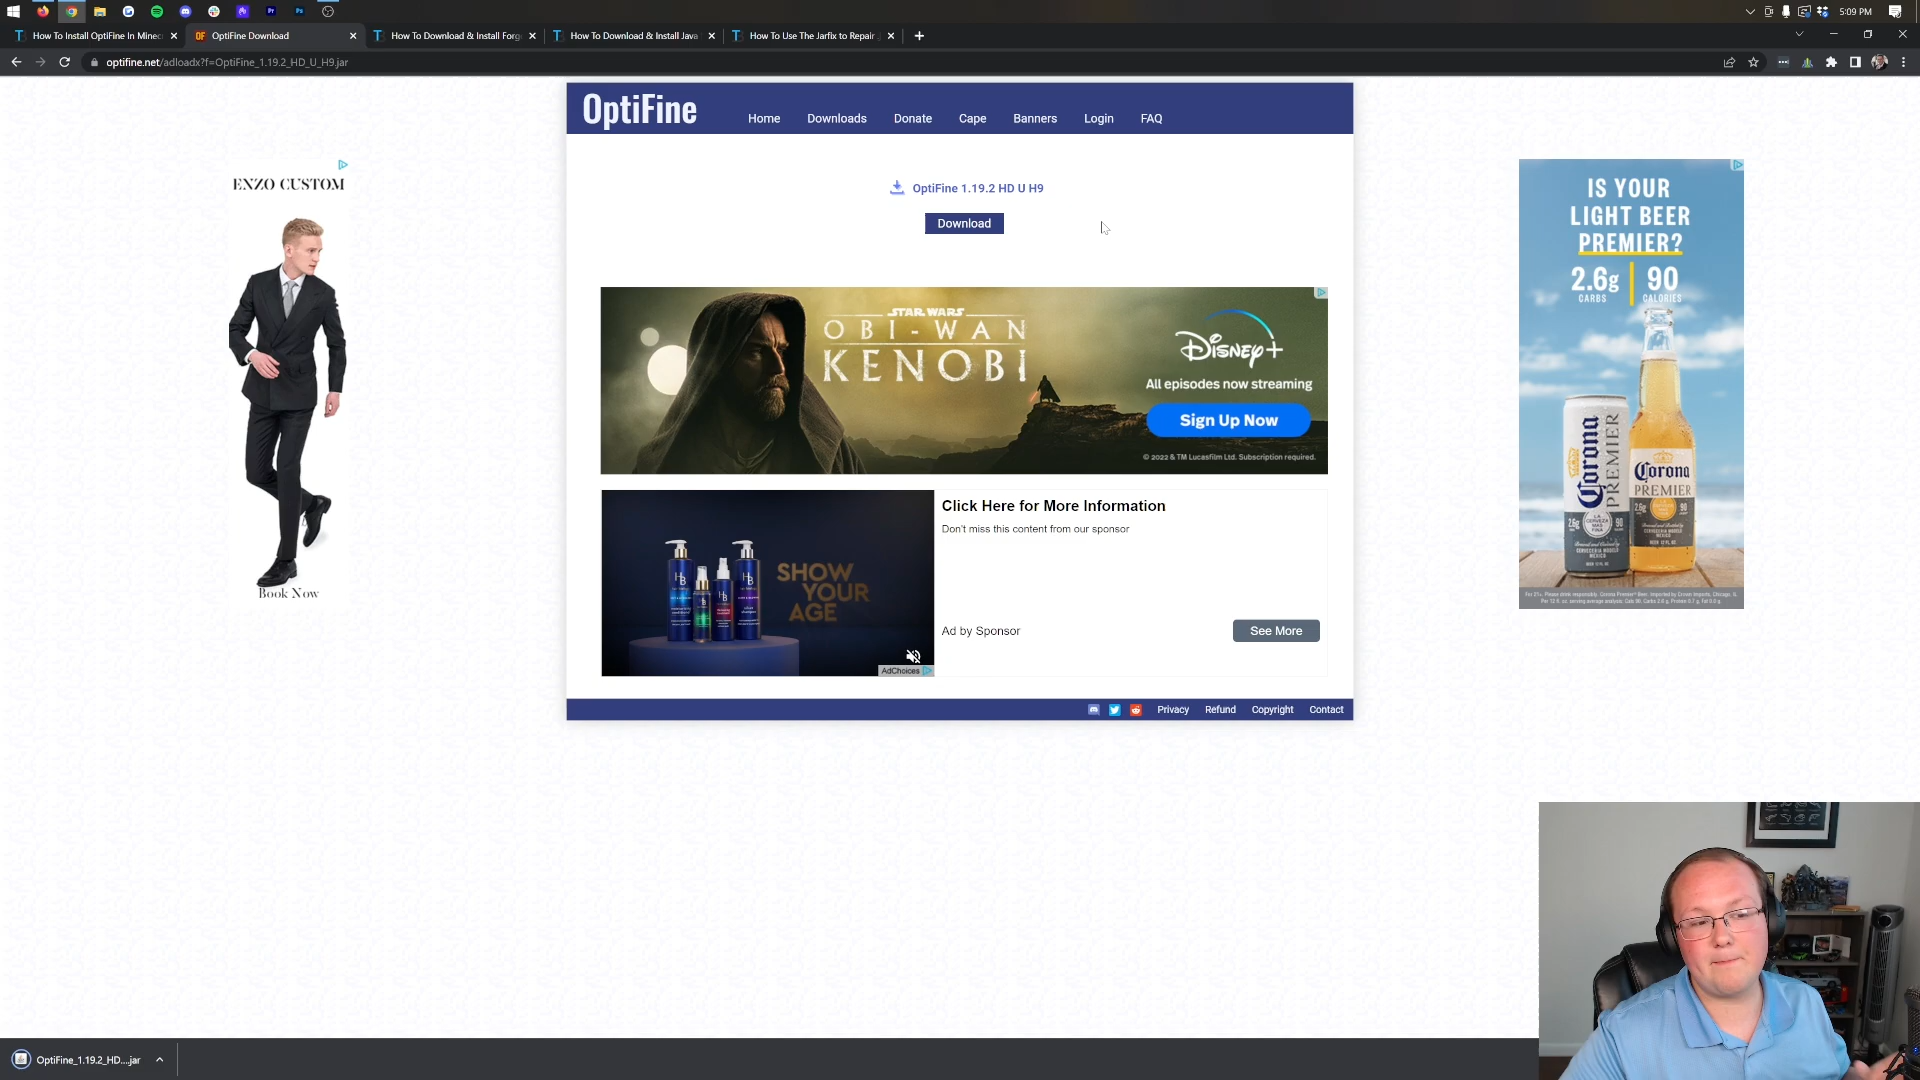 5:09 PM
How To Install OptiFine In Minec
OptiFine Download
How To Download & Install Forg
How To Download & Install Java
How To Use The Jarfix to Repair
optifine.net/adloadx?f=OptiFine_1.19.2_HD_U_H9.jar
OptiFine
Home
Downloads
Donate
Cape
Banners
Login
FAQ
OptiFine 1.19.2 HD U H9
Download
ENZO CUSTOM
Book Now
STAR WARS
OBI-WAN
KENOBI
Disney+
All episodes now streaming
Sign Up Now
© 2022 & TM Lucasfilm Ltd. Subscription required.
IS YOUR
LIGHT BEER
PREMIER?
2.6g
CARBS
90
CALORIES
Corona
PREMIER
Corona
PREMIER
SHOW
YOUR
AGE
AdChoices
Click Here for More Information
Don't miss this content from our sponsor
Ad by Sponsor
See More
Privacy
Refund
Copyright
Contact
OptiFine_1.19.2_HD....jar